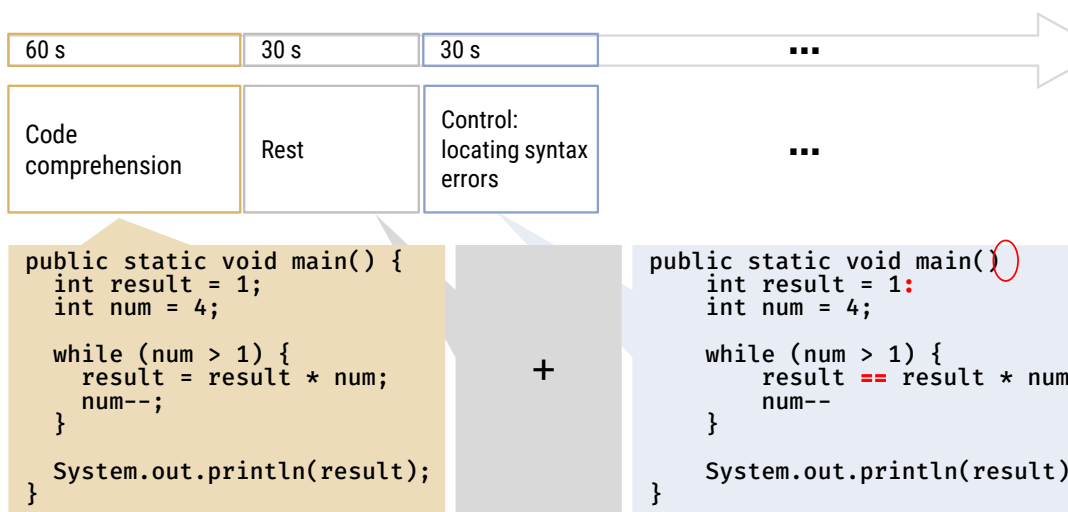 60 s
30 s
30 s
...
Code
comprehension
Rest
Control:
locating syntax
errors
...
public static void main() {
  int result = 1;
  int num = 4;
  while (num > 1) {
    result = result * num;
    num--;
  }
  System.out.println(result);
}
+
public static void main()
    int result = 1:
    int num = 4;
    while (num > 1) {
        result == result * num
        num--
    }
    System.out.println(result)
}